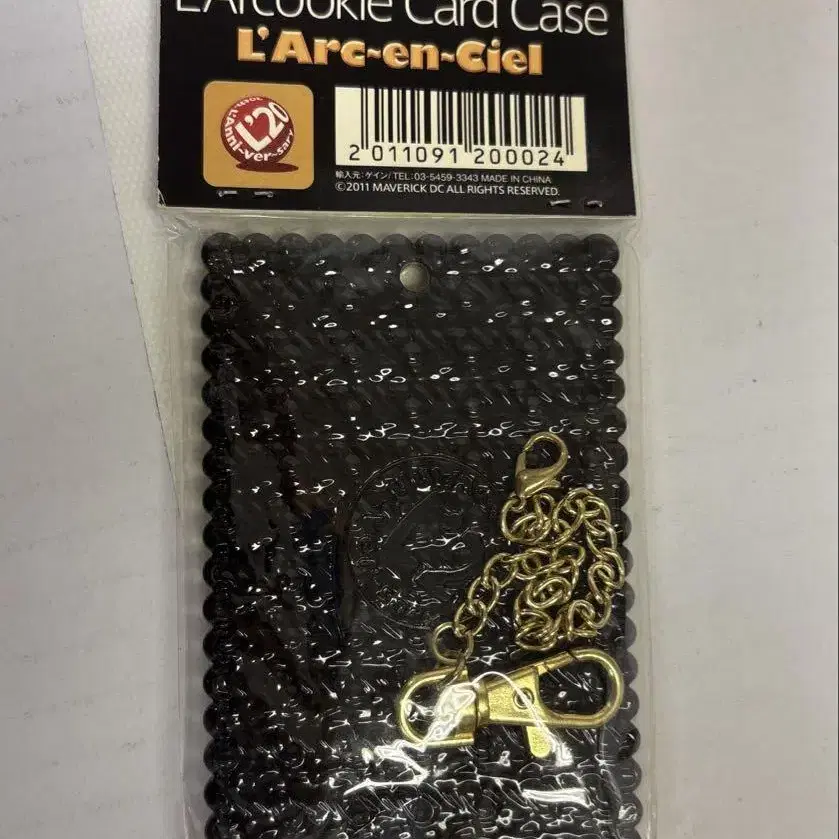 L'Arcookie Card Case
L'Arc~en~Ciel
L'20
L'Anni~ver~sary
2 011091 200024
輸入元:ゲイン/TEL:03-5459-3343 MADE IN CHINA
©2011 MAVERICK DC ALL RIGHTS RESERVED.